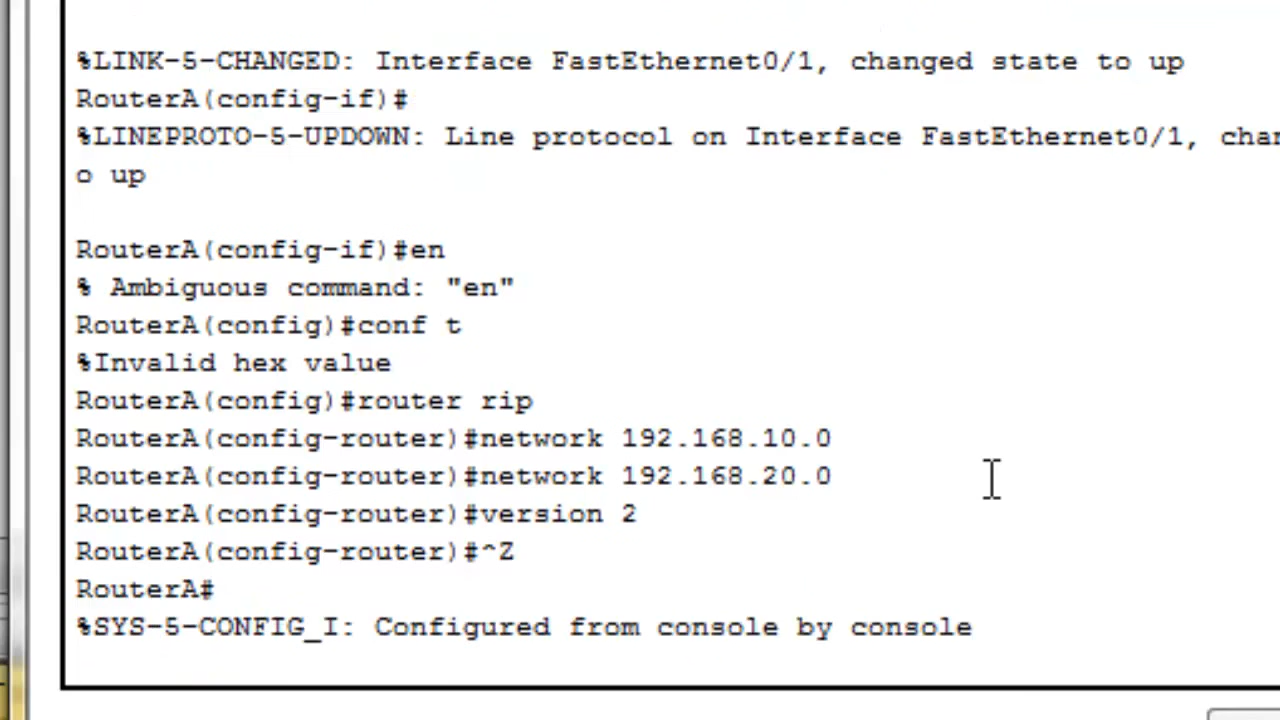 %LINK-5-CHANGED: Interface FastEthernet0/1, changed state to up
RouterA(config-if)#
%LINEPROTO-5-UPDOWN: Line protocol on Interface FastEthernet0/1, chan
o up
RouterA(config-if)#en
% Ambiguous command: "en"
RouterA(config)#conf t
%Invalid hex value
RouterA(config)#router rip
RouterA(config-router)#network 192.168.10.0
RouterA(config-router)#network 192.168.20.0
RouterA(config-router)#version 2
RouterA(config-router)#^Z
RouterA#
%SYS-5-CONFIG_I: Configured from console by console